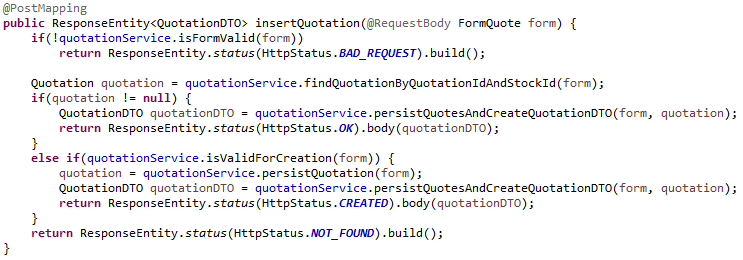 @PostMapping
public ResponseEntity<QuotationDTO> insertQuotation(@RequestBody FormQuote form) {
    if(!quotationService.isFormValid(form))
        return ResponseEntity.status(HttpStatus.BAD_REQUEST).build();

    Quotation quotation = quotationService.findQuotationByQuotationIdAndStockId(form);
    if(quotation != null) {
        QuotationDTO quotationDTO = quotationService.persistQuotesAndCreateQuotationDTO(form, quotation);
        return ResponseEntity.status(HttpStatus.OK).body(quotationDTO);
    }
    else if(quotationService.isValidForCreation(form)) {
        quotation = quotationService.persistQuotation(form);
        QuotationDTO quotationDTO = quotationService.persistQuotesAndCreateQuotationDTO(form, quotation);
        return ResponseEntity.status(HttpStatus.CREATED).body(quotationDTO);
    }
    return ResponseEntity.status(HttpStatus.NOT_FOUND).build();
}